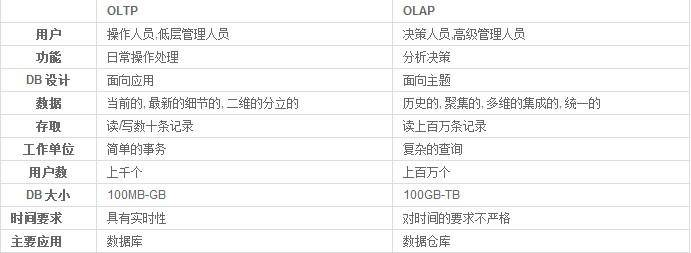 OLTP OLAP
用户 操作人员,低层管理人员 决策人员,高级管理人员
功能 日常操作处理 分析决策
DB 设计 面向应用 面向主题
数据 当前的, 最新的细节的, 二维的分立的 历史的, 聚集的, 多维的集成的, 统一的
存取 读/写数十条记录 读上百万条记录
工作单位 简单的事务 复杂的查询
用户数 上千个 上百万个
DB 大小 100MB-GB 100GB-TB
时间要求 具有实时性 对时间的要求不严格
主要应用 数据库 数据仓库